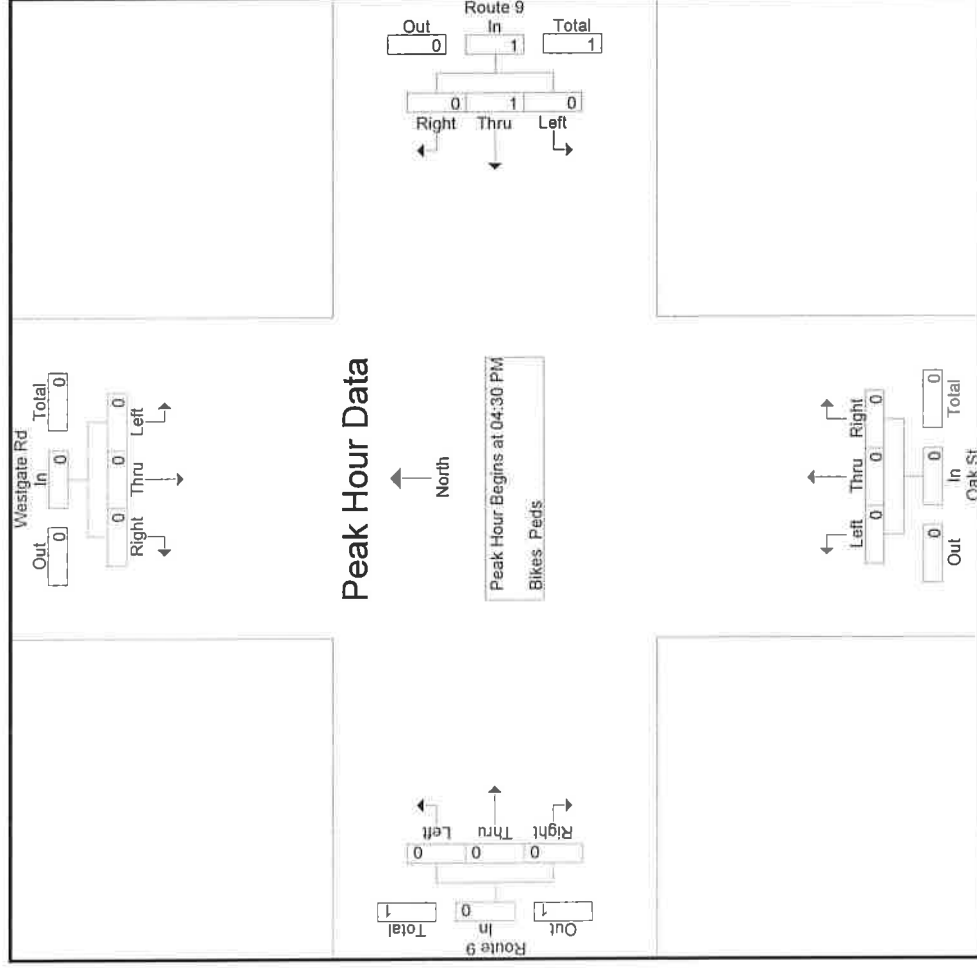 Westgate Rd
Out In Total
0 0 0
0 0 0
Right Thru Left
Route 9
Out In Total
0 1 1
0 1 0
Right Thru Left
Peak Hour Data
North
Peak Hour Begins at 04:30 PM
Bikes Peds
Route 9
Out In Total
1 0 1
0 0 0
Right Thru Left
Left Thru Right
0 0 0
0 0 0
Out In Total
Oak St